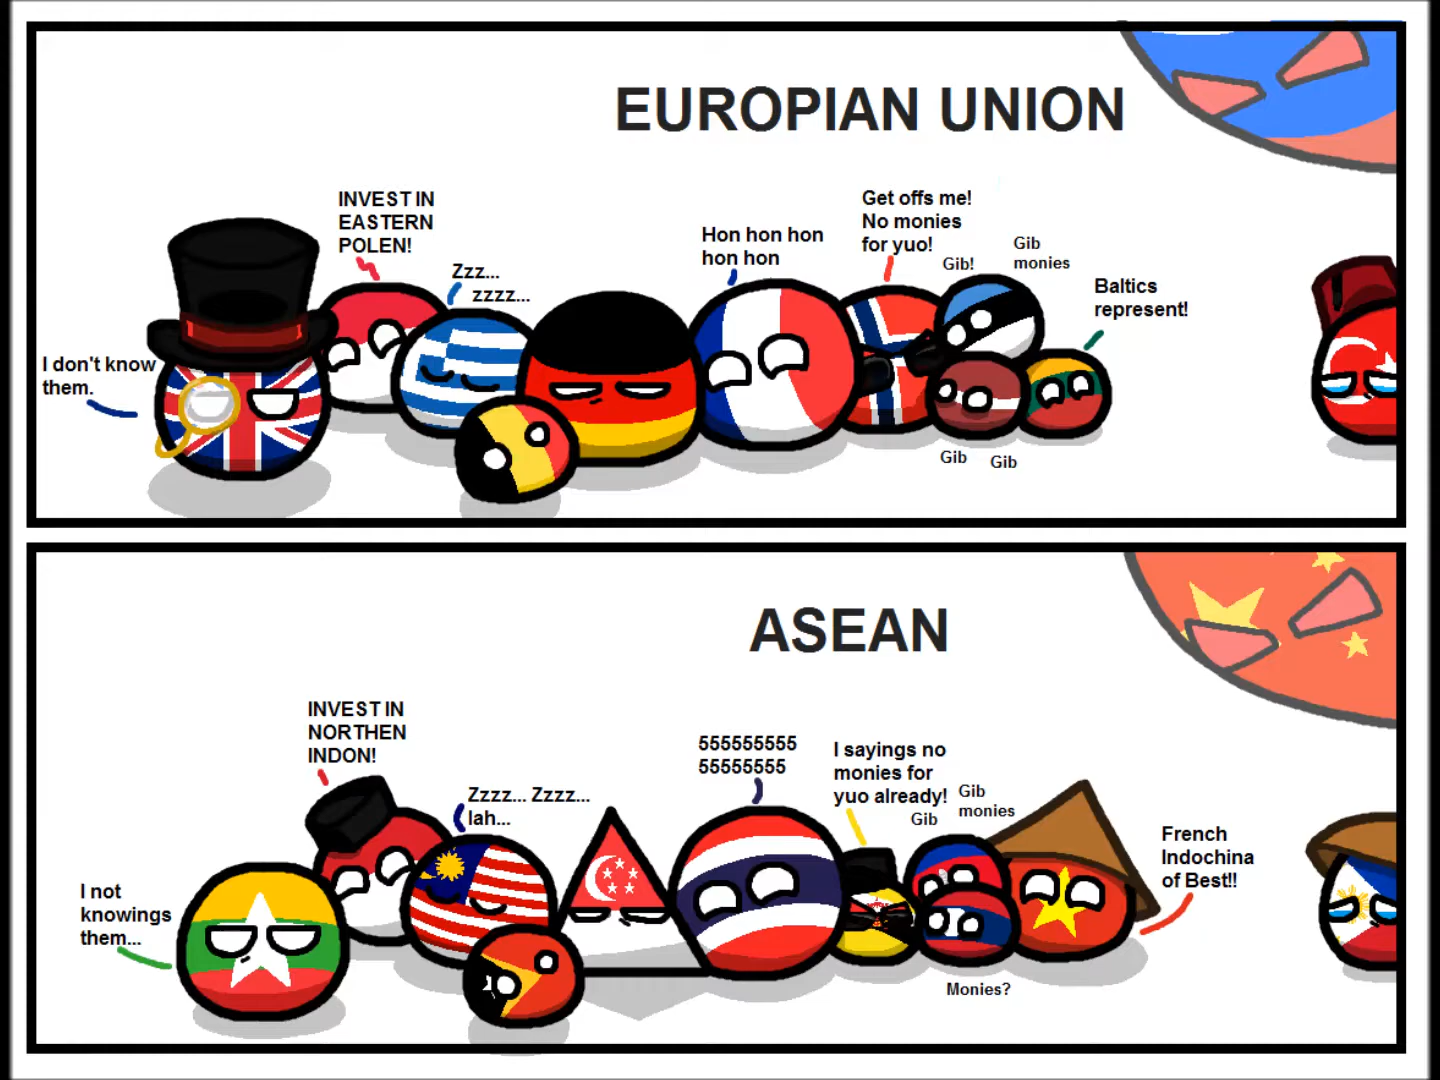 EUROPIAN UNION
INVEST IN
EASTERN
POLEN!
Zzz...
zzzz...
I don't know
them.
Hon hon hon
hon hon
Get offs me!
No monies
for yuo!
Gib!
Gib
monies
Baltics
represent!
Gib
Gib
ASEAN
INVEST IN
NORTHEN
INDON!
Zzzz... Zzzz...
lah...
I not
knowings
them...
555555555
55555555
I sayings no
monies for
yuo already!
Gib
Gib
monies
French
Indochina
of Best!!
Monies?